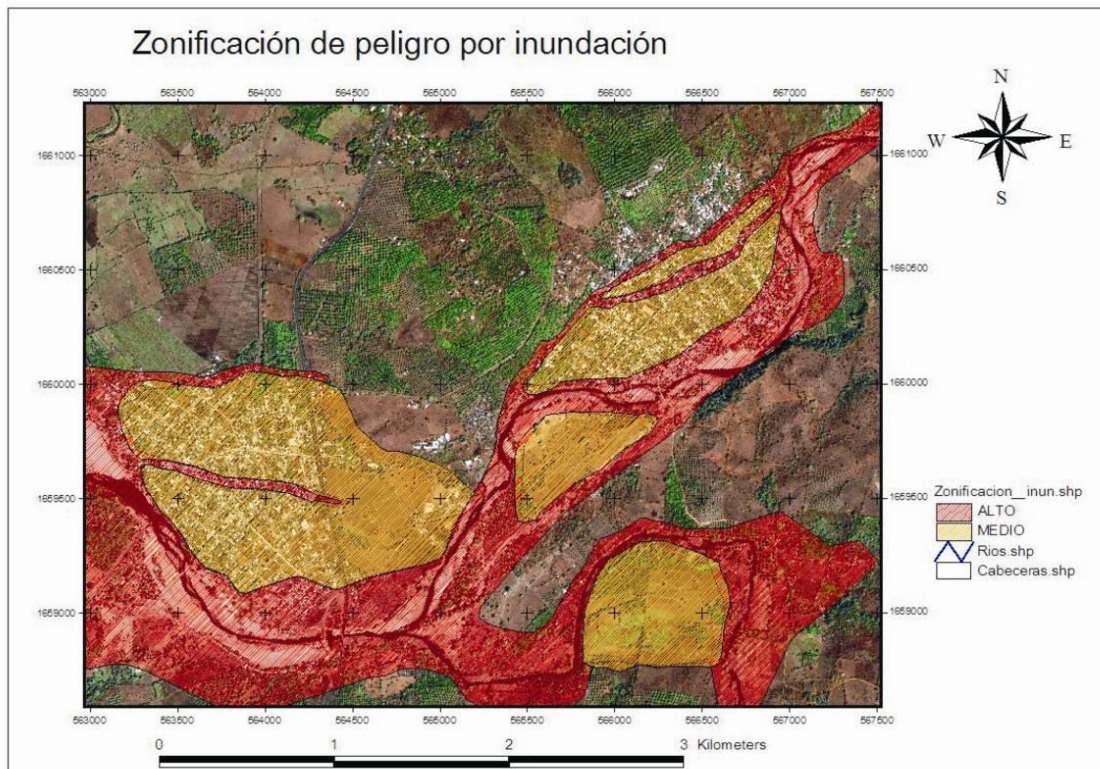 Zonificación de peligro por inundación
563000 563500 564000 564500 565000 565500 566000 566500 567000 567500
N
W E
S
1661000 1661000
1660500 1660500
1660000 1660000
1659500 1659500
1659000 1659000
Zonificacion__inun.shp
ALTO
MEDIO
Rios.shp
Cabeceras.shp
563000 563500 564000 564500 565000 565500 566000 566500 567000 567500
0 1 2 3 Kilometers